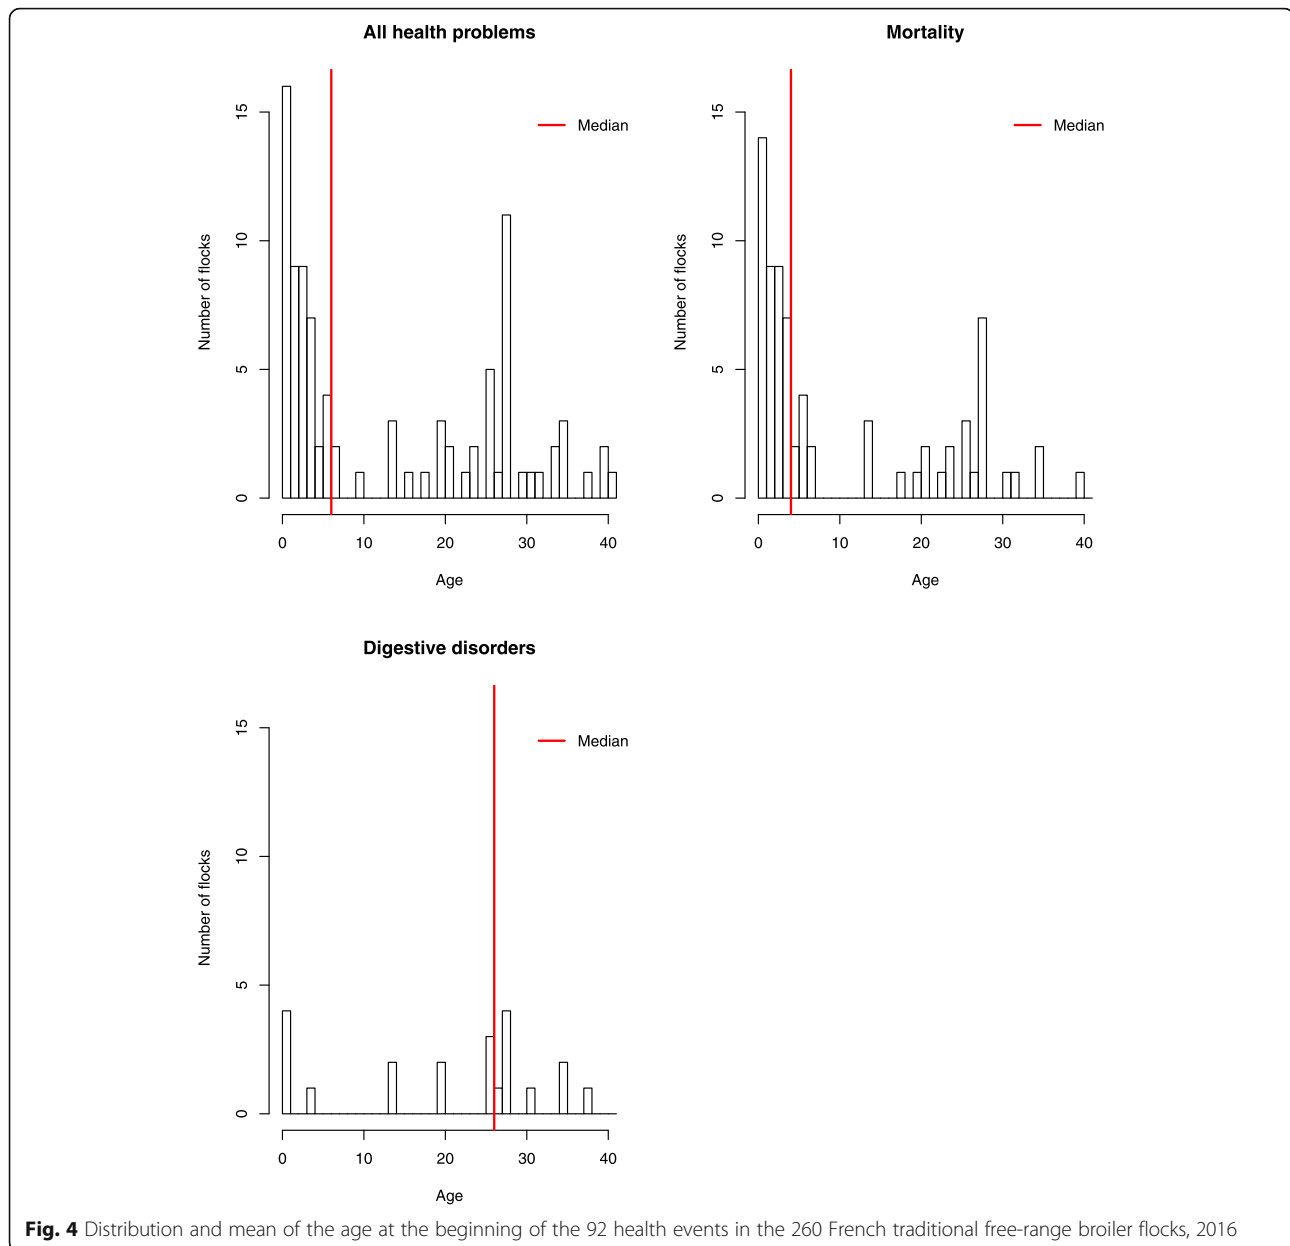 All health problems
Median
15
10
5
0
Number of flocks
0 10 20 30 40
Age
Mortality
Median
15
10
5
0
Number of flocks
0 10 20 30 40
Age
Digestive disorders
Median
15
10
5
0
Number of flocks
0 10 20 30 40
Age
Fig. 4 Distribution and mean of the age at the beginning of the 92 health events in the 260 French traditional free-range broiler flocks, 2016